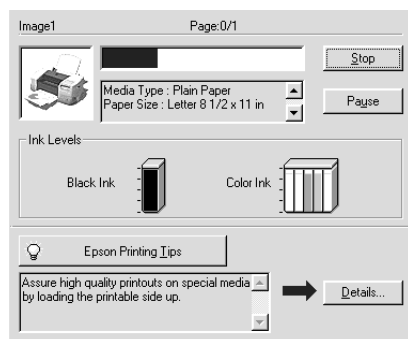 Image1 Page:0/1
Stop
Media Type : Plain Paper
Paper Size : Letter 8 1/2 x 11 in
Pause
Ink Levels
Black Ink Color Ink
Epson Printing Tips
Assure high quality printouts on special media
by loading the printable side up.
Details...